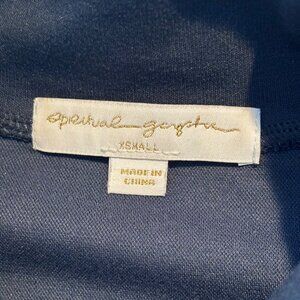 spiritual gangster
XSMALL
MADE IN
CHINA